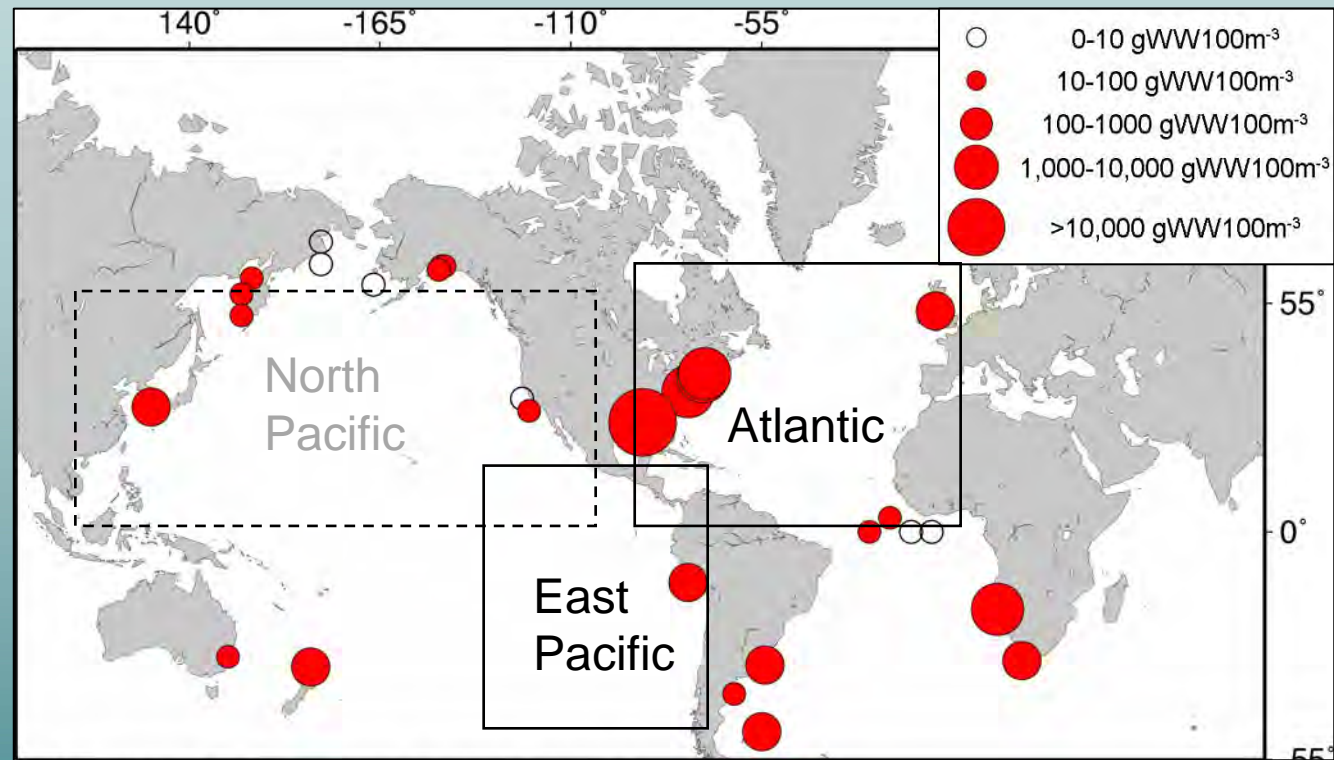 140° -165° -110° -55°
0-10 gWW100m⁻³
10-100 gWW100m⁻³
100-1000 gWW100m⁻³
1,000-10,000 gWW100m⁻³
>10,000 gWW100m⁻³
55°
North
Pacific
Atlantic
0°
East
Pacific
-55°